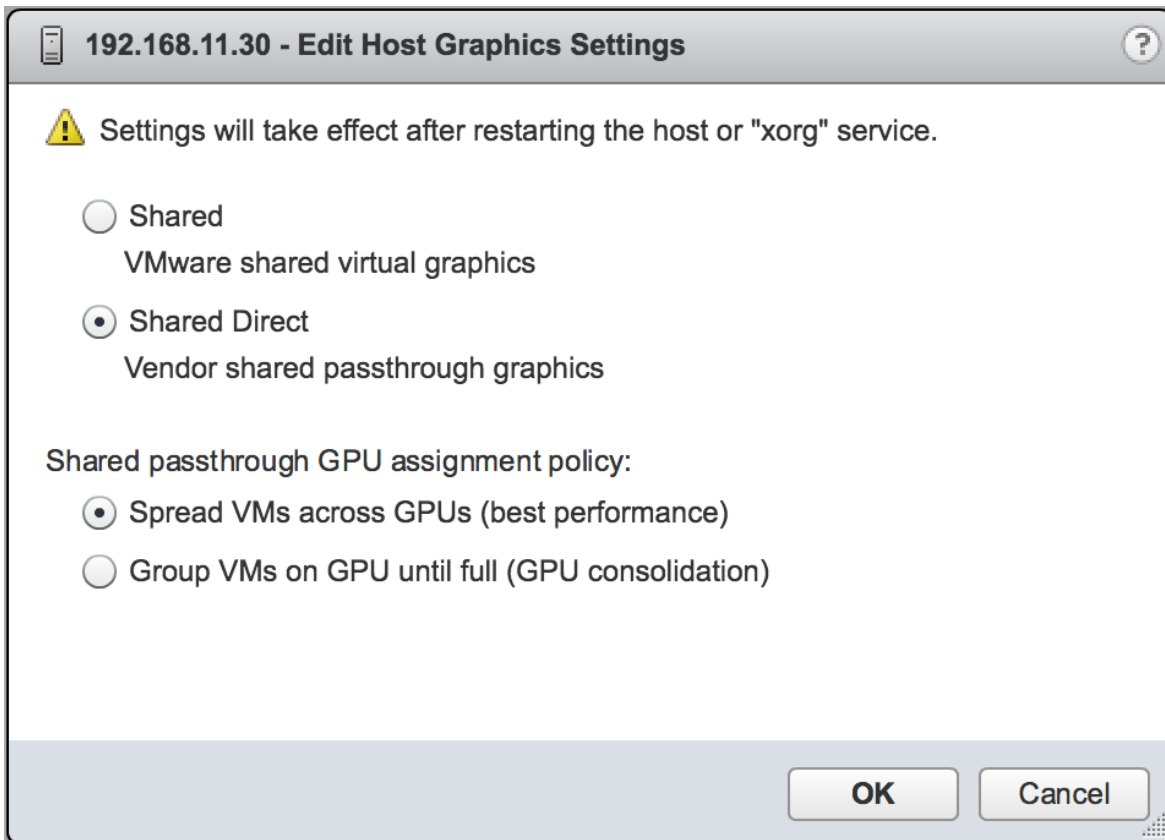 192.168.11.30 - Edit Host Graphics Settings
?
Settings will take effect after restarting the host or "xorg" service.
Shared
VMware shared virtual graphics
Shared Direct
Vendor shared passthrough graphics
Shared passthrough GPU assignment policy:
Spread VMs across GPUs (best performance)
Group VMs on GPU until full (GPU consolidation)
OK
Cancel